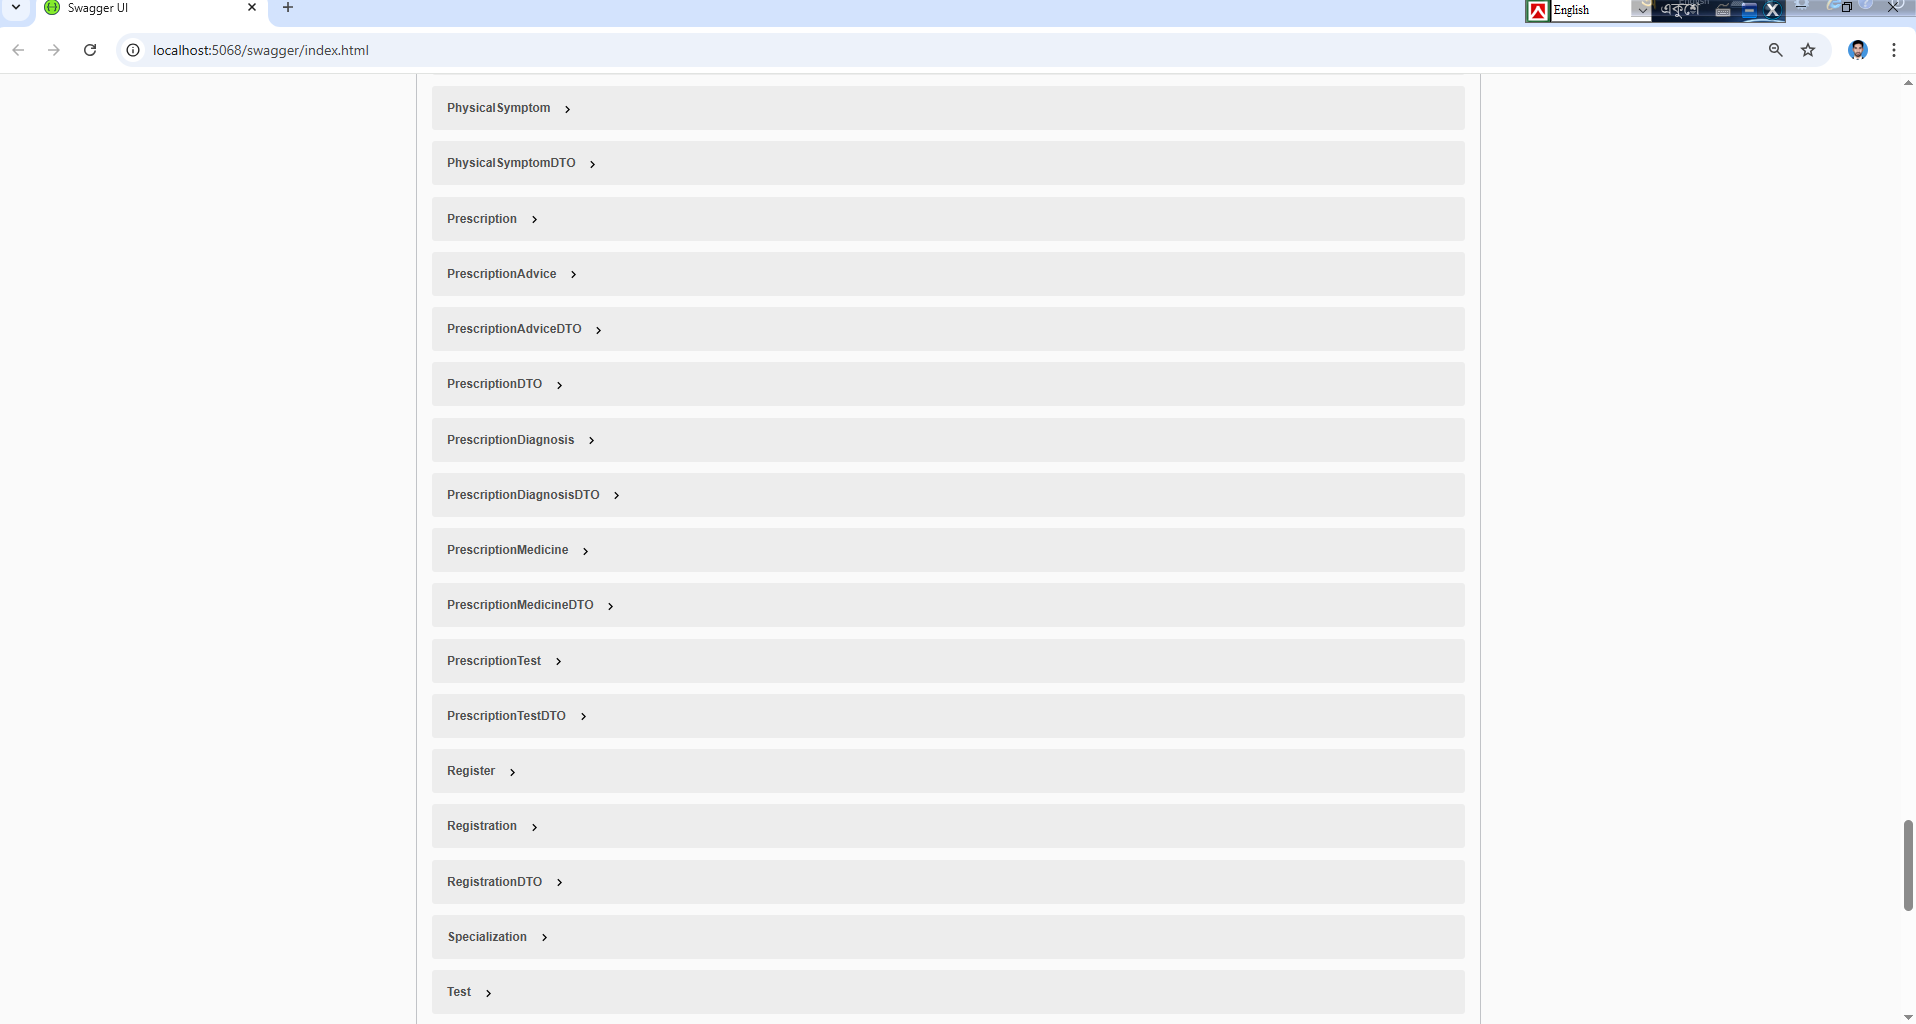 Swagger UI
English
একুশে
localhost:5068/swagger/index.html
PhysicalSymptom
PhysicalSymptomDTO
Prescription
PrescriptionAdvice
PrescriptionAdviceDTO
PrescriptionDTO
PrescriptionDiagnosis
PrescriptionDiagnosisDTO
PrescriptionMedicine
PrescriptionMedicineDTO
PrescriptionTest
PrescriptionTestDTO
Register
Registration
RegistrationDTO
Specialization
Test